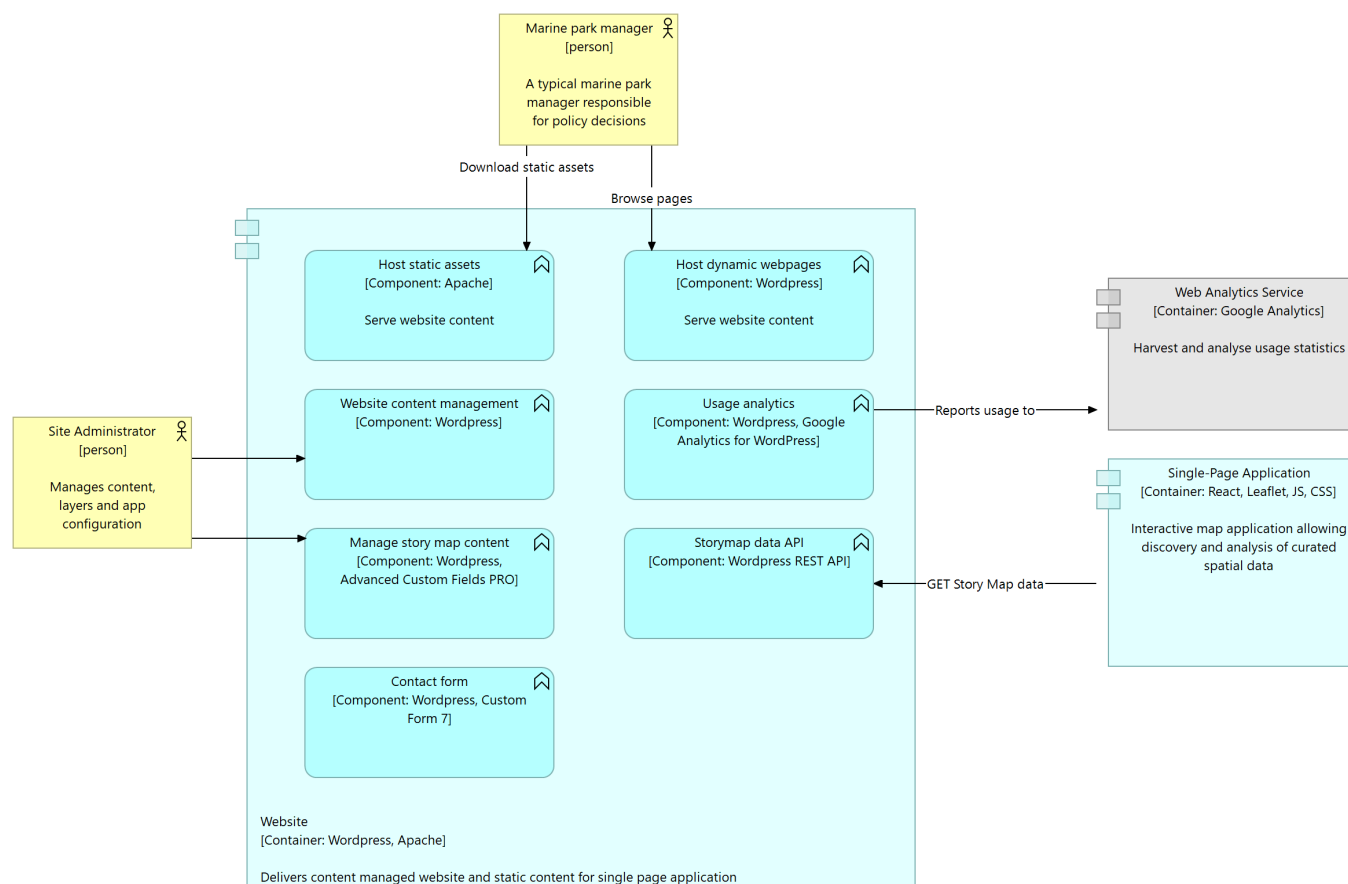 Marine park manager
[person]
A typical marine park
manager responsible
for policy decisions
Download static assets
Browse pages
Host static assets
[Component: Apache]
Serve website content
Host dynamic webpages
[Component: Wordpress]
Serve website content
Web Analytics Service
[Container: Google Analytics]
Harvest and analyse usage statistics
Website content management
[Component: Wordpress]
Usage analytics
[Component: Wordpress, Google
Analytics for WordPress]
Reports usage to
Site Administrator
[person]
Manages content,
layers and app
configuration
Single-Page Application
[Container: React, Leaflet, JS, CSS]
Interactive map application allowing
discovery and analysis of curated
spatial data
Manage story map content
[Component: Wordpress,
Advanced Custom Fields PRO]
Storymap data API
[Component: Wordpress REST API]
GET Story Map data
Contact form
[Component: Wordpress, Custom
Form 7]
Website
[Container: Wordpress, Apache]
Delivers content managed website and static content for single page application